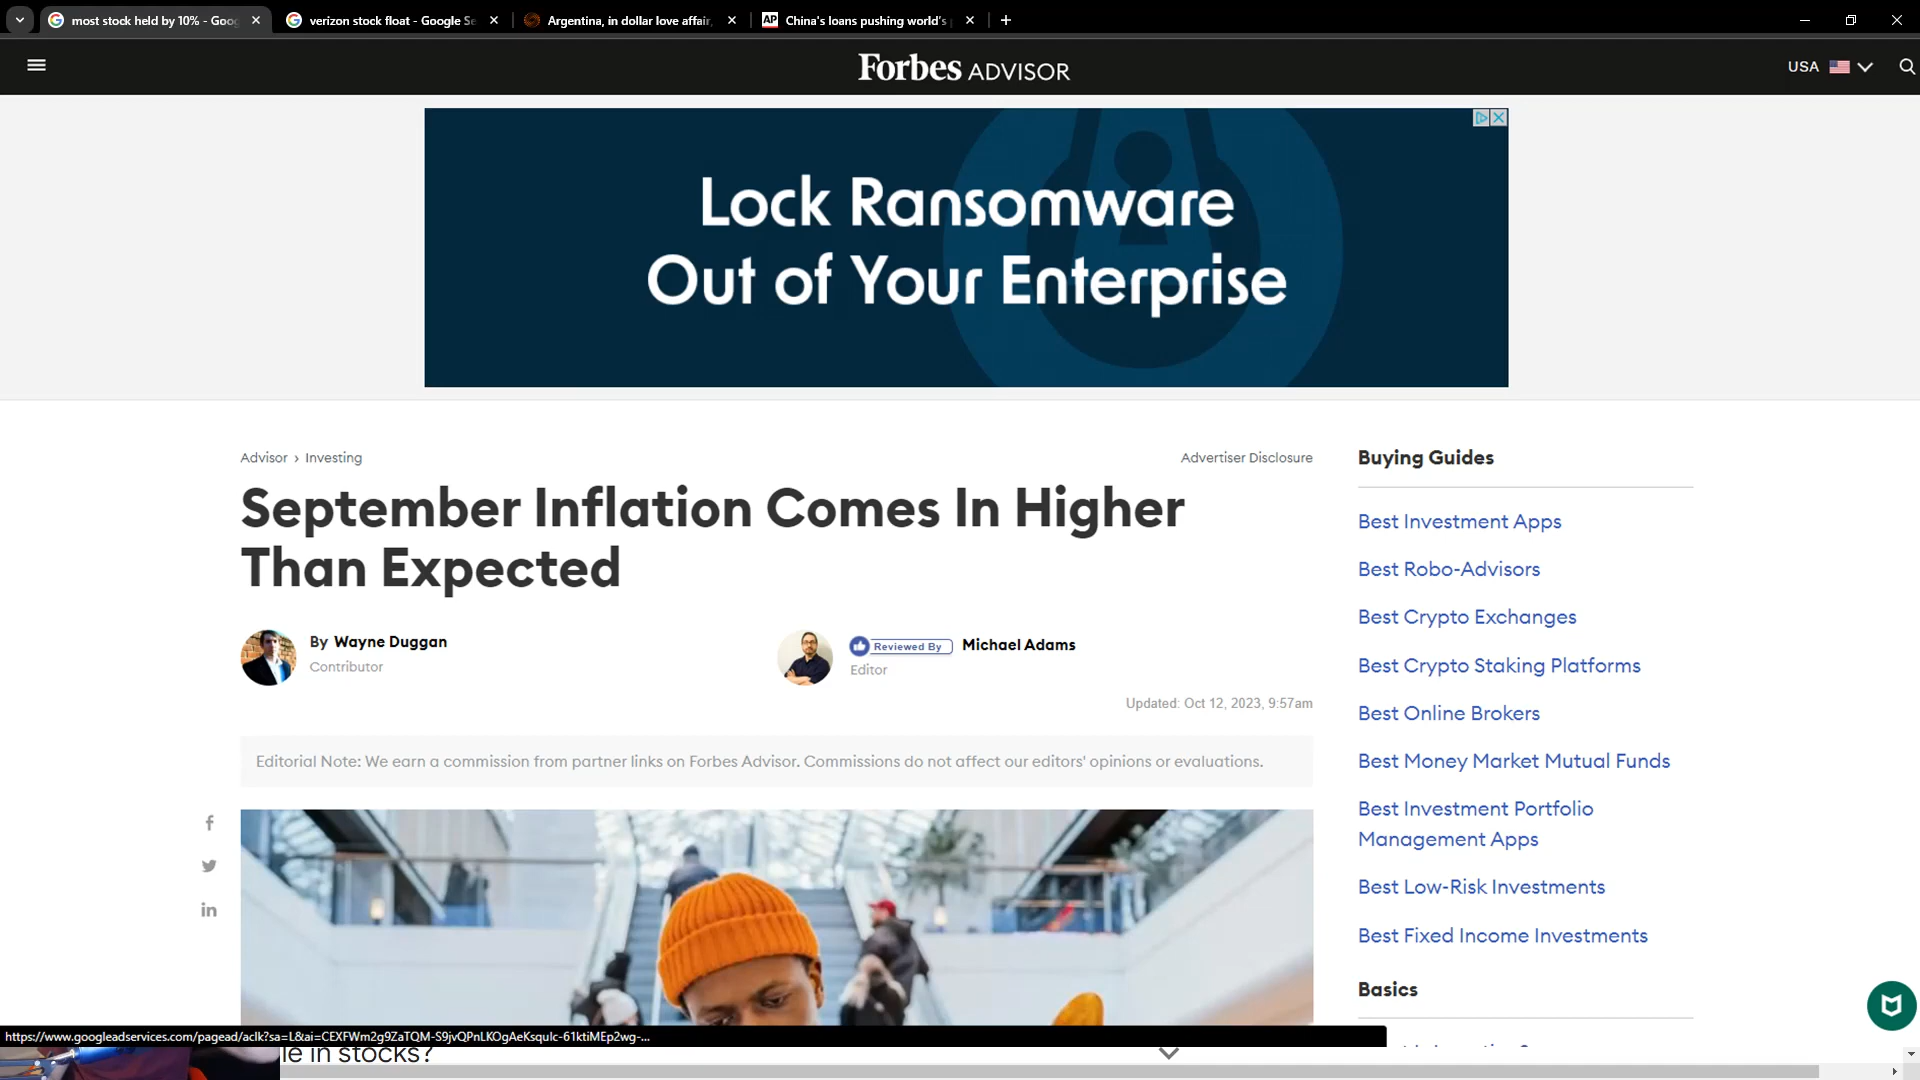 most stock held by 10% - Goog
verizon stock float - Google Se
Argentina, in dollar love affair,
AP
China's loans pushing world's
Forbes ADVISOR
USA
Lock Ransomware
Out of Your Enterprise
Advisor › Investing
Advertiser Disclosure
September Inflation Comes In Higher
Than Expected
By Wayne Duggan
Contributor
Reviewed By Michael Adams
Editor
Updated: Oct 12, 2023, 9:57am
Editorial Note: We earn a commission from partner links on Forbes Advisor. Commissions do not affect our editors' opinions or evaluations.
Buying Guides
Best Investment Apps
Best Robo-Advisors
Best Crypto Exchanges
Best Crypto Staking Platforms
Best Online Brokers
Best Money Market Mutual Funds
Best Investment Portfolio
Management Apps
Best Low-Risk Investments
Best Fixed Income Investments
Basics
https://www.googleadservices.com/pagead/aclk?sa=L&ai=CEXFWm2g9ZaTQM-S9jvQPnLKOgAeKsqulc-61ktiMEp2wg-...
le in stocks?